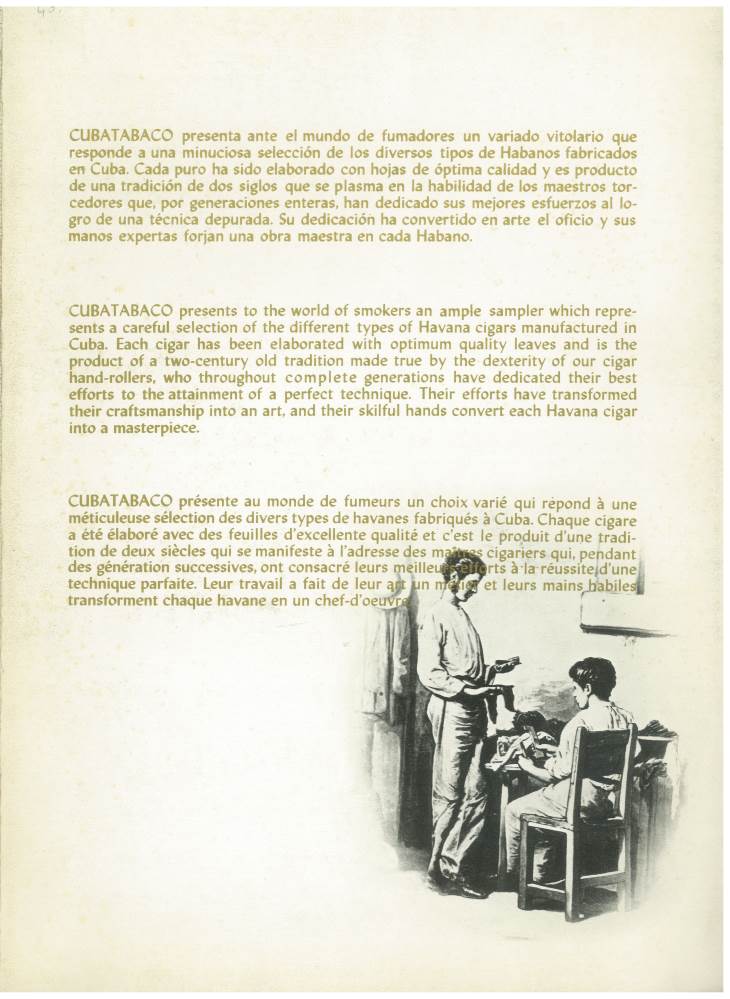 40.
CUBATABACO presenta ante el mundo de fumadores un variado vitolario que
responde a una minuciosa selección de los diversos tipos de Habanos fabricados
en Cuba. Cada puro ha sido elaborado con hojas de óptima calidad y es producto
de una tradición de dos siglos que se plasma en la habilidad de los maestros tor-
cedores que, por generaciones enteras, han dedicado sus mejores esfuerzos al lo-
gro de una técnica depurada. Su dedicación ha convertido en arte el oficio y sus
manos expertas forjan una obra maestra en cada Habano.
CUBATABACO presents to the world of smokers an ample sampler which repre-
sents a careful selection of the different types of Havana cigars manufactured in
Cuba. Each cigar has been elaborated with optimum quality leaves and is the
product of a two-century old tradition made true by the dexterity of our cigar
hand-rollers, who throughout complete generations have dedicated their best
efforts to the attainment of a perfect technique. Their efforts have transformed
their craftsmanship into an art, and their skilful hands convert each Havana cigar
into a masterpiece.
CUBATABACO présente au monde de fumeurs un choix varié qui répond à une
méticuleuse sélection des divers types de havanes fabriqués à Cuba. Chaque cigare
a été élaboré avec des feuilles d'excellente qualité et c'est le produit d'une tradi-
tion de deux siècles qui se manifeste à l'adresse des maîtres cigariers qui, pendant
des génération successives, ont consacré leurs meilleurs efforts à la réussite d'une
technique parfaite. Leur travail a fait de leur art un métier et leurs mains habiles
transforment chaque havane en un chef-d'oeuvre